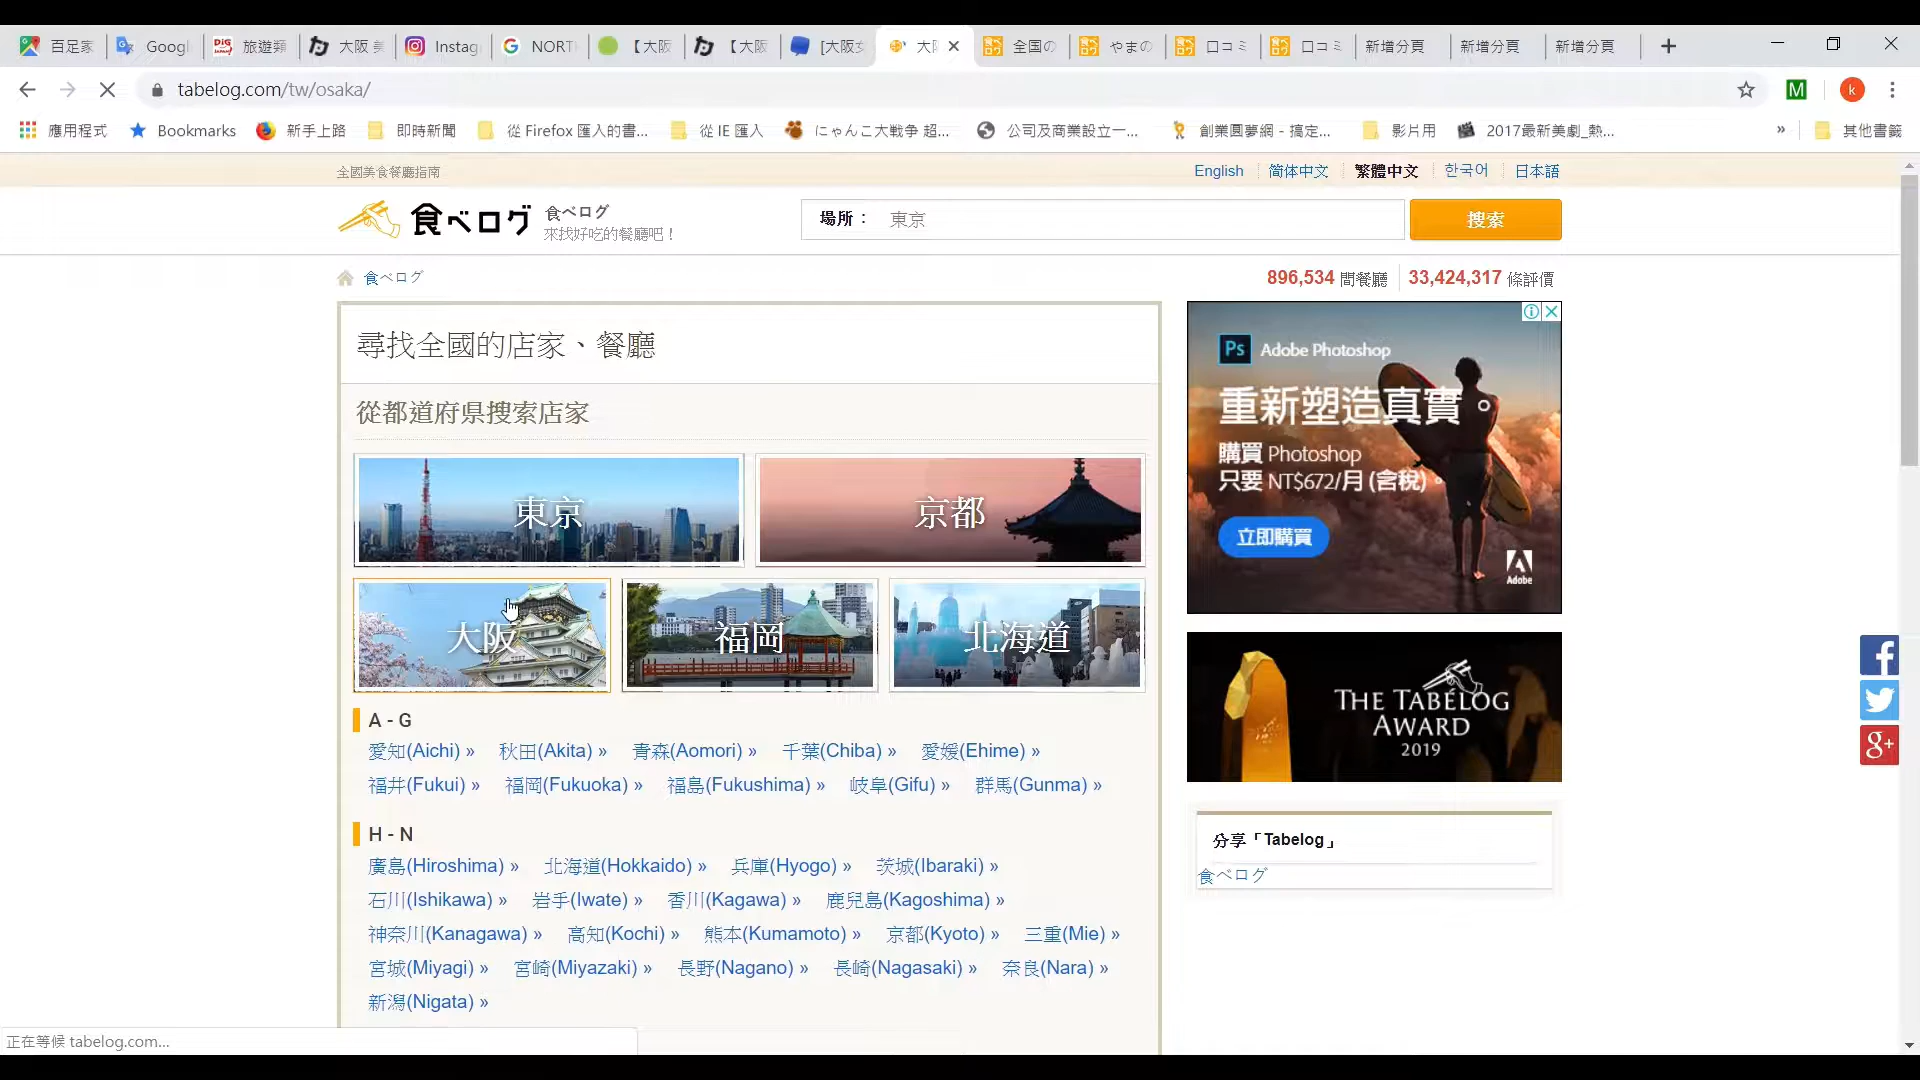 百足家 Googl 旅遊類 大阪 美 Instag NORT 【大阪 【大阪 [大阪女 大阪 全国の やまの 口コミ 口コミ 新增分頁 新增分頁 新增分頁
tabelog.com/tw/osaka/
應用程式 Bookmarks 新手上路 即時新聞 從 Firefox 匯入的書... 從 IE 匯入 にゃんこ大戦争 超... 公司及商業設立一... 創業圓夢網 - 搞定... 影片用 2017最新美劇_熱... » 其他書籤
全國美食餐廳指南
English 简体中文 繁體中文 한국어 日本語
食べログ 食べログ
來找好吃的餐廳吧！
場所： 東京 搜索
食べログ
896,534 間餐廳 33,424,317 條評價
尋找全國的店家、餐廳
從都道府県搜索店家
東京 京都
大阪 福岡 北海道
A - G
愛知(Aichi) » 秋田(Akita) » 青森(Aomori) » 千葉(Chiba) » 愛媛(Ehime) »
福井(Fukui) » 福岡(Fukuoka) » 福島(Fukushima) » 岐阜(Gifu) » 群馬(Gunma) »
H - N
廣島(Hiroshima) » 北海道(Hokkaido) » 兵庫(Hyogo) » 茨城(Ibaraki) »
石川(Ishikawa) » 岩手(Iwate) » 香川(Kagawa) » 鹿兒島(Kagoshima) »
神奈川(Kanagawa) » 高知(Kochi) » 熊本(Kumamoto) » 京都(Kyoto) » 三重(Mie) »
宮城(Miyagi) » 宮崎(Miyazaki) » 長野(Nagano) » 長崎(Nagasaki) » 奈良(Nara) »
新潟(Nigata) »
Ps Adobe Photoshop
重新塑造真實。
購買 Photoshop
只要 NT$672/月 (含稅)。
立即購買
Adobe
THE TABELOG
AWARD
2019
分享「Tabelog」
食べログ
正在等候 tabelog.com...